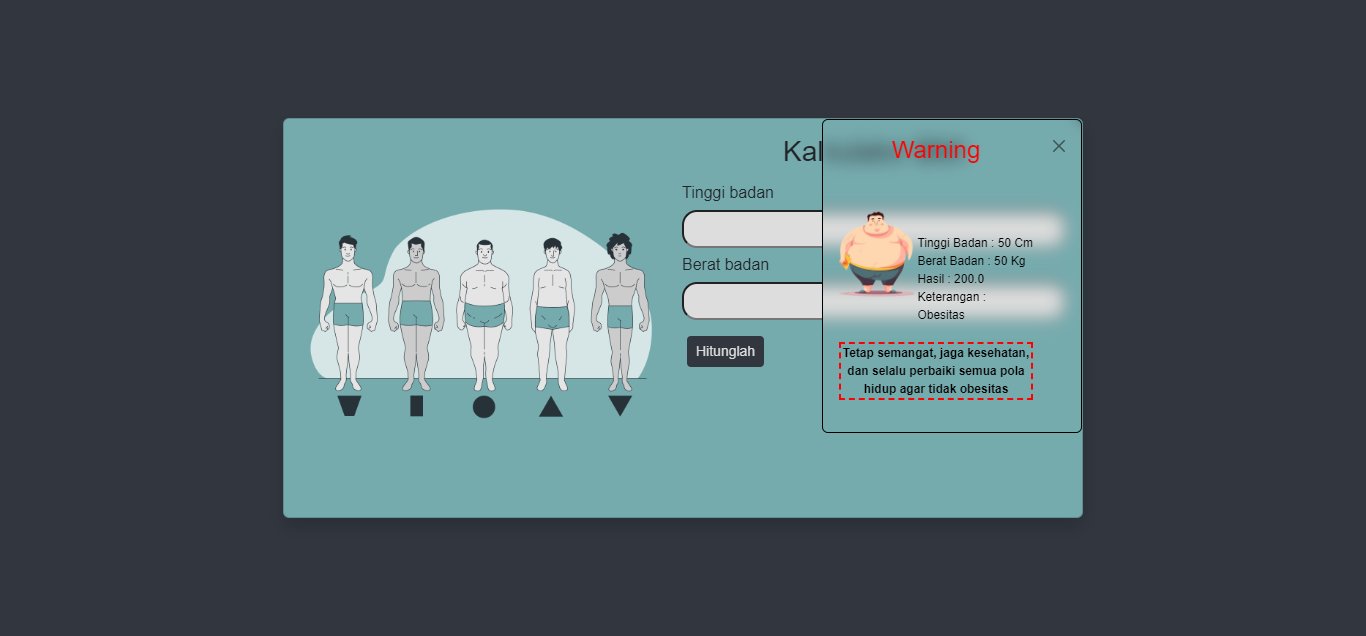 Kal
Warning
Tinggi badan
Tinggi Badan : 50 Cm
Berat Badan : 50 Kg
Hasil : 200.0
Keterangan :
Obesitas
Berat badan
Hitunglah
Tetap semangat, jaga kesehatan,
dan selalu perbaiki semua pola
hidup agar tidak obesitas